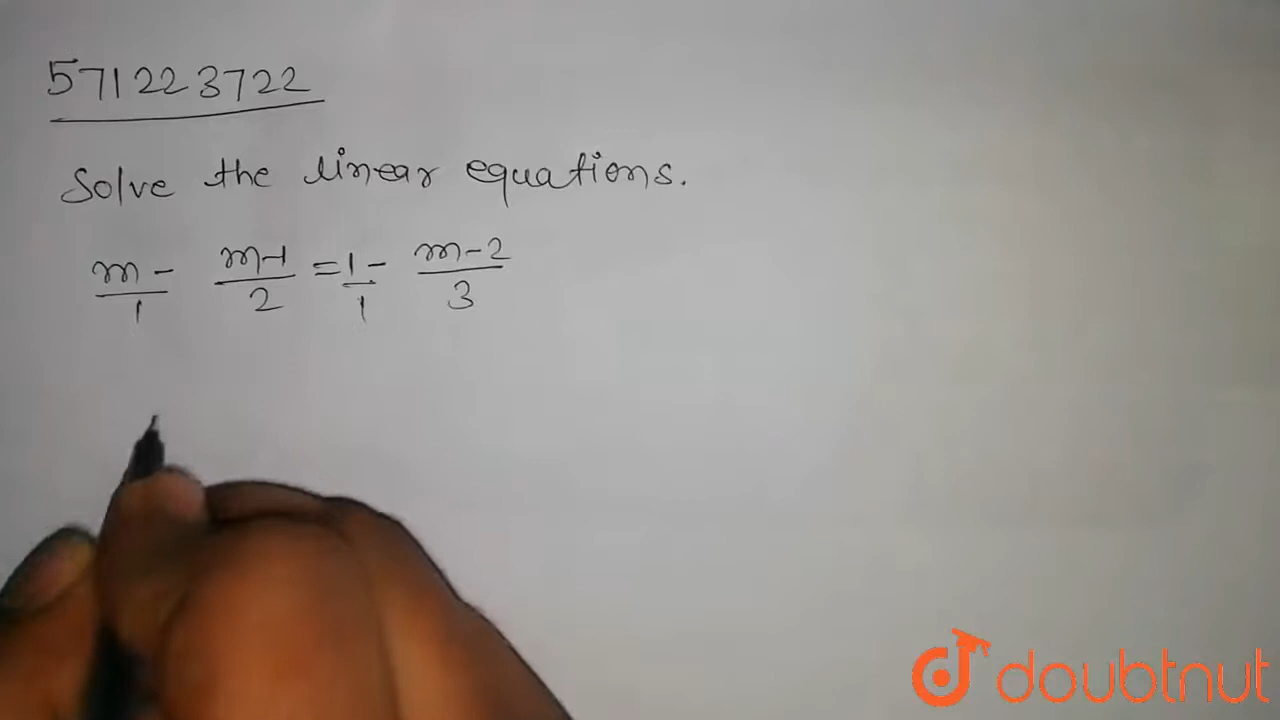 571223722
Solve the linear equations.
m/1 - m-1/2 = 1/1 - m-2/3
doubtnut